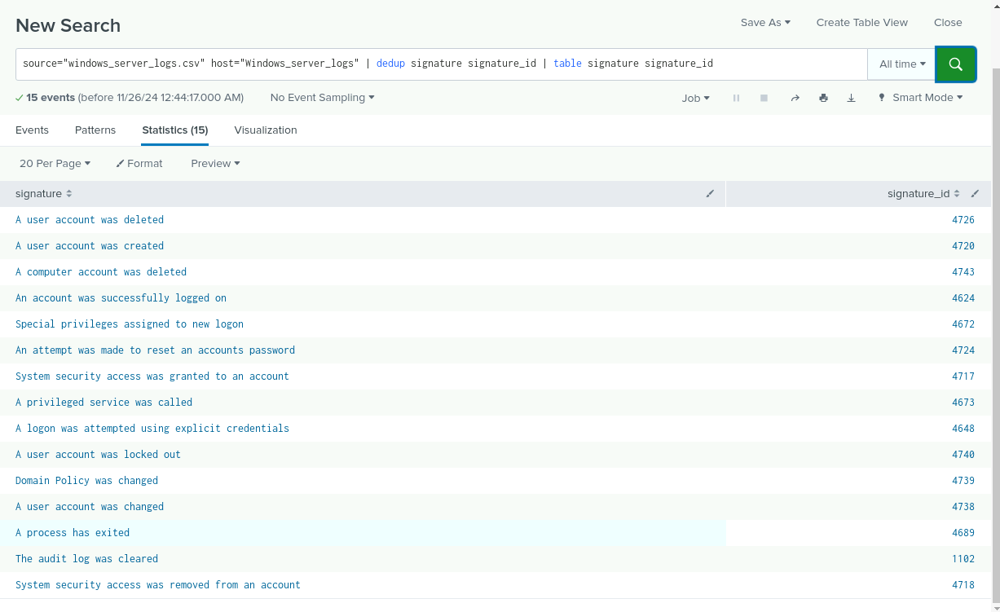 New Search
Save As Create Table View Close
source="windows_server_logs.csv" host="Windows_server_logs" | dedup signature signature_id | table signature signature_id
All time
15 events (before 11/26/24 12:44:17.000 AM) No Event Sampling Job Smart Mode
Events Patterns Statistics (15) Visualization
20 Per Page Format Preview
signature signature_id
A user account was deleted 4726
A user account was created 4720
A computer account was deleted 4743
An account was successfully logged on 4624
Special privileges assigned to new logon 4672
An attempt was made to reset an accounts password 4724
System security access was granted to an account 4717
A privileged service was called 4673
A logon was attempted using explicit credentials 4648
A user account was locked out 4740
Domain Policy was changed 4739
A user account was changed 4738
A process has exited 4689
The audit log was cleared 1102
System security access was removed from an account 4718